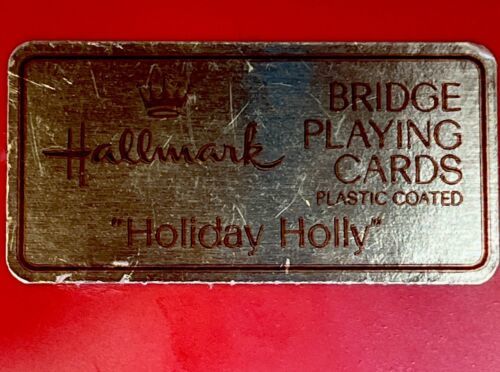 Hallmark
BRIDGE
PLAYING
CARDS
PLASTIC COATED
"Holiday Holly"